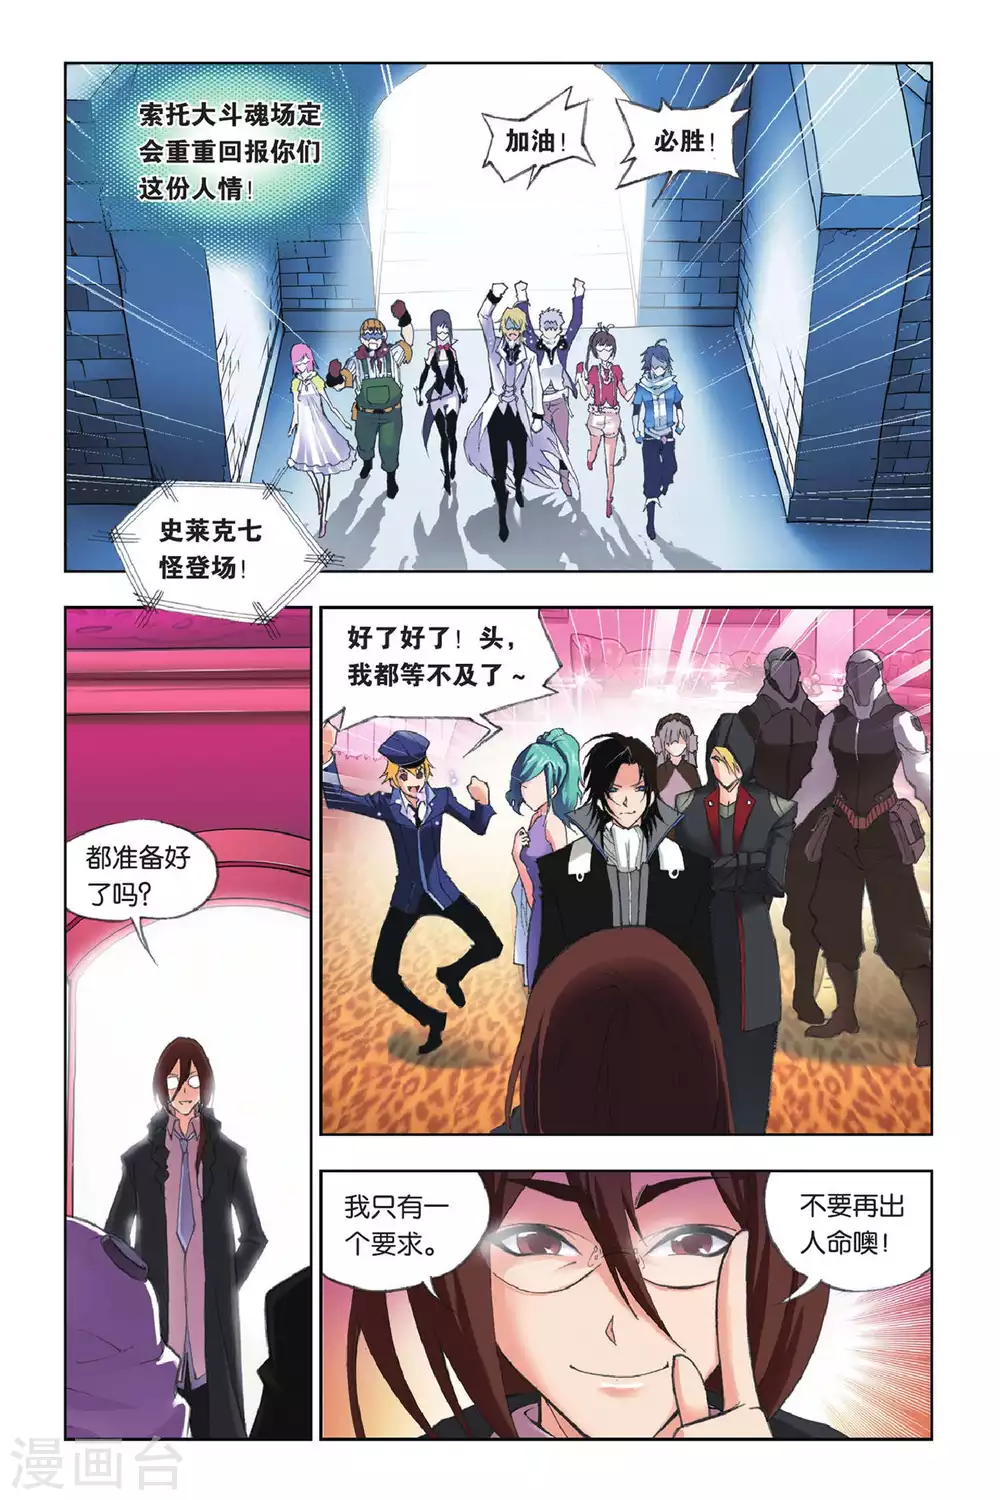 索托大斗魂场定
会重重回报你们
这份人情！
加油！
必胜！
史莱克七
怪登场！
都准备好
了吗？
好了好了！头，
我都等不及了～
我只有一
个要求。
不要再出
人命噢！
漫画台